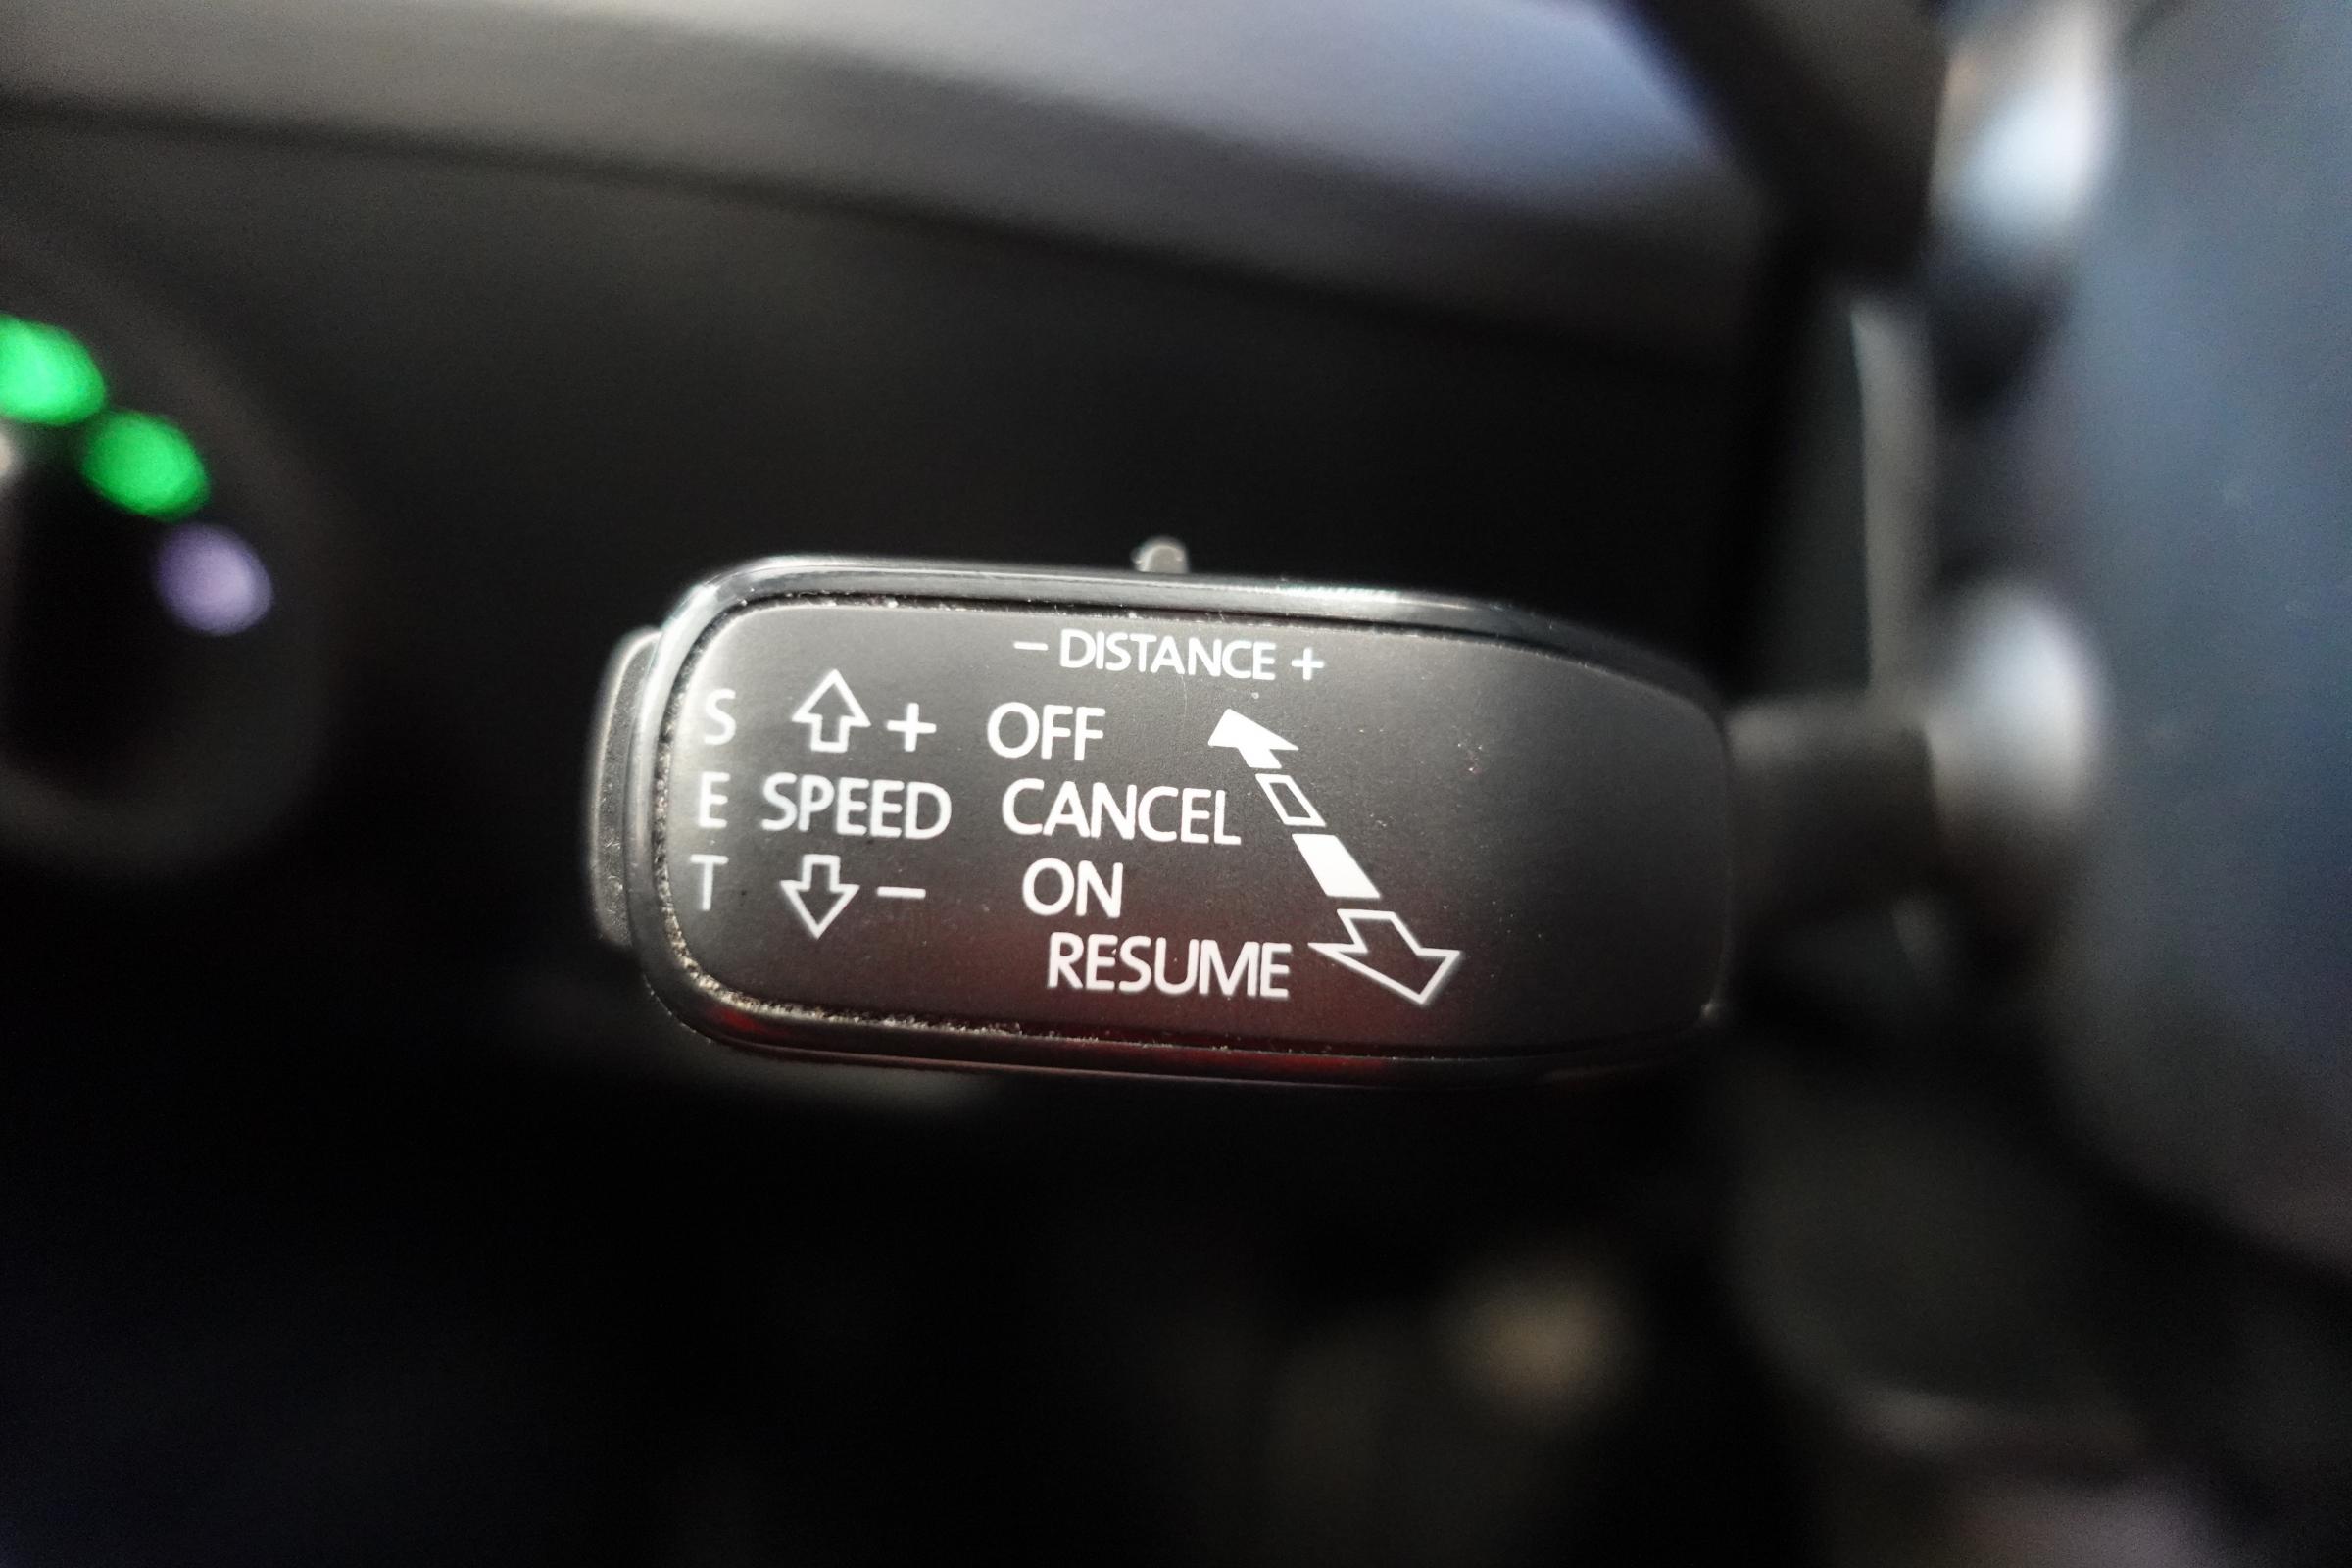 – DISTANCE +
S + OFF
E SPEED CANCEL
T – ON
RESUME